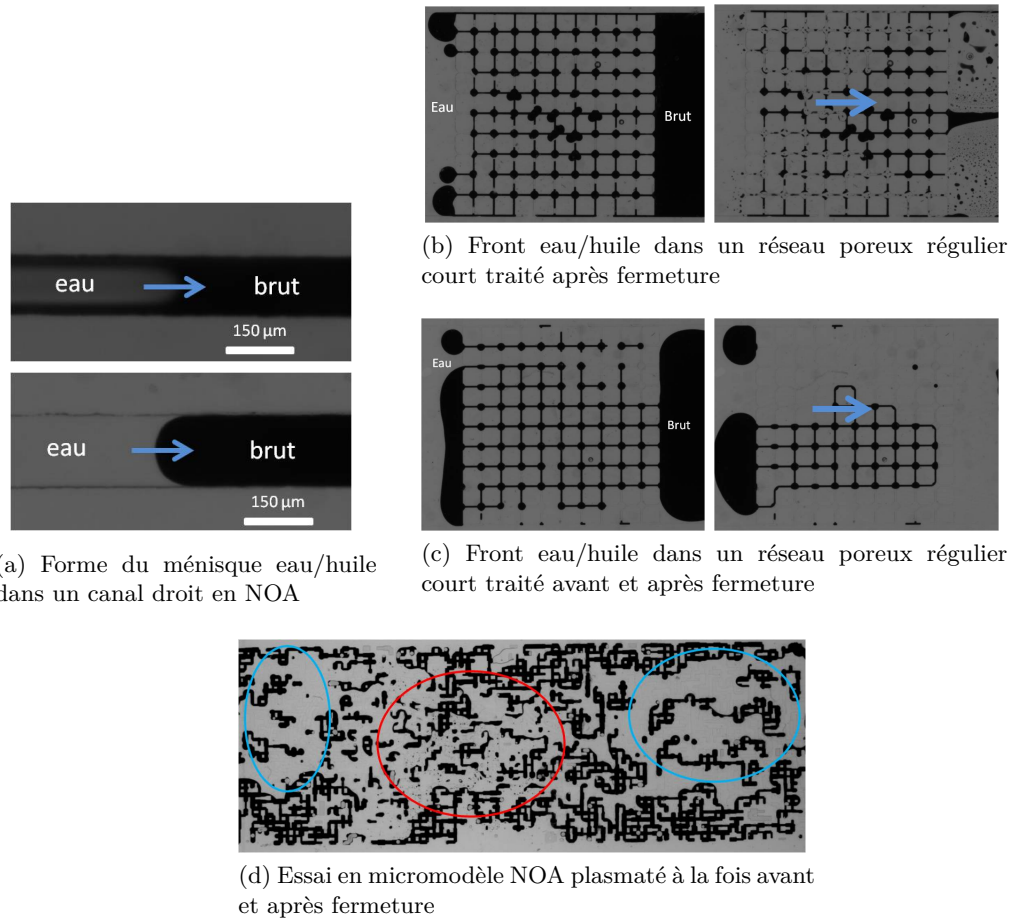 Eau
Brut
(b) Front eau/huile dans un réseau poreux régulier
court traité après fermeture
eau
brut
150 µm
eau
brut
150 µm
(a) Forme du ménisque eau/huile
dans un canal droit en NOA
Eau
Brut
(c) Front eau/huile dans un réseau poreux régulier
court traité avant et après fermeture
(d) Essai en micromodèle NOA plasmaté à la fois avant
et après fermeture